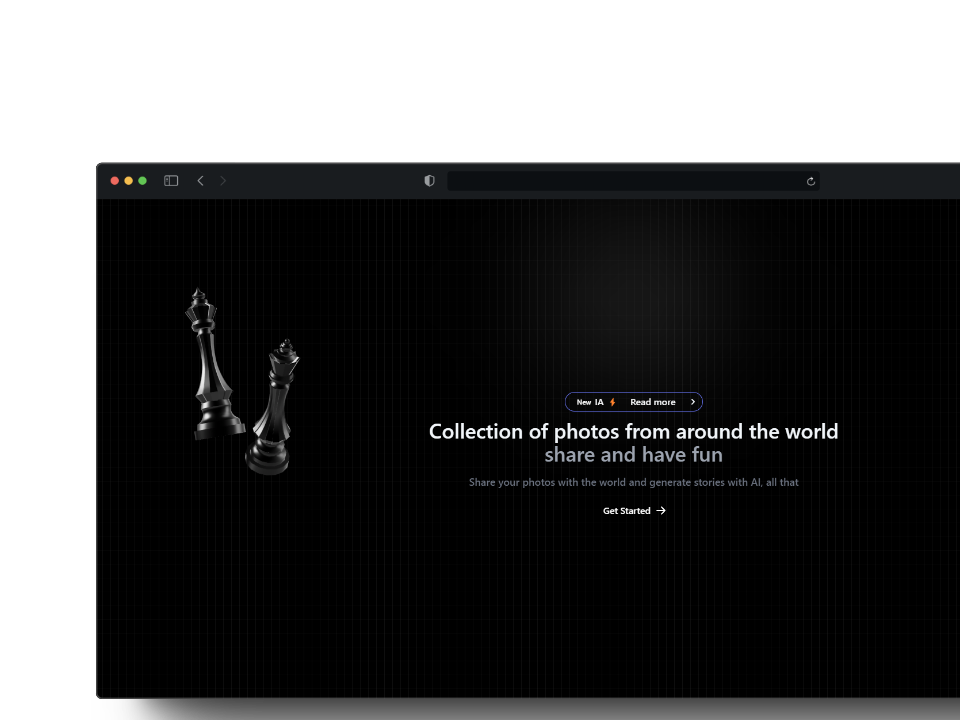 New IA Read more
Collection of photos from around the world
share and have fun
Share your photos with the world and generate stories with AI, all that
Get Started